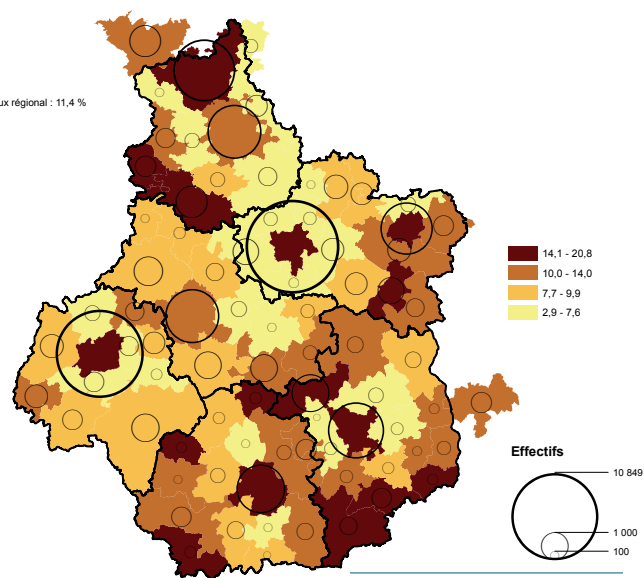 ux régional : 11,4 %
14,1 - 20,8
10,0 - 14,0
7,7 - 9,9
2,9 - 7,6
Effectifs
10 849
1 000
100